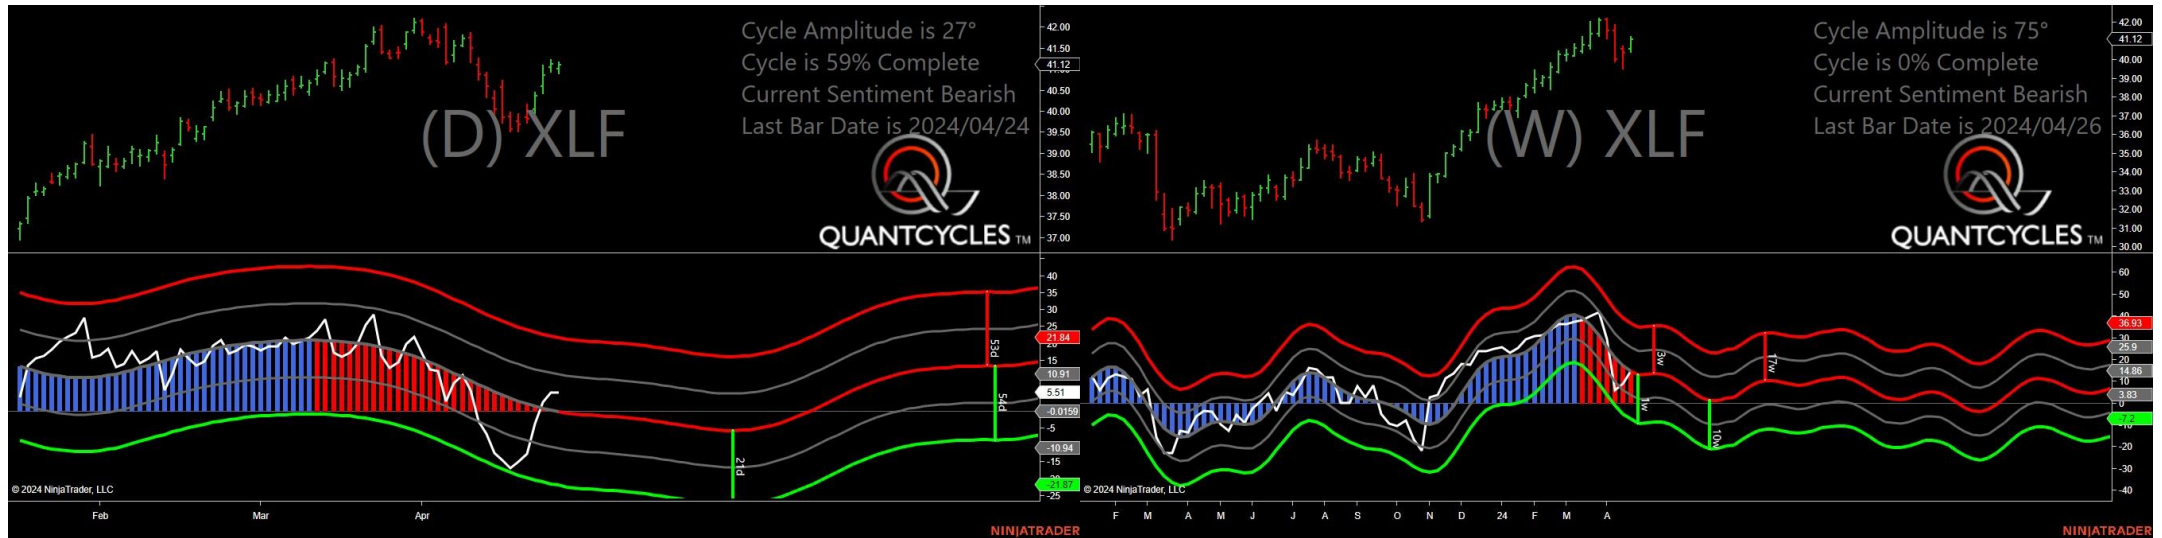 Cycle Amplitude is 27°
Cycle is 59% Complete
Current Sentiment Bearish
Last Bar Date is 2024/04/24
(D) XLF
QUANTCYCLES TM
42.00
41.50
41.12
40.50
40.00
39.50
39.00
38.50
38.00
37.50
37.00
40
35
30
25
21.84
15
10.91
5.51
-0.0159
-5
-10.94
-15
-21.87
-25
53d
54d
21d
© 2024 NinjaTrader, LLC
Feb Mar Apr
NINJATRADER
Cycle Amplitude is 75°
Cycle is 0% Complete
Current Sentiment Bearish
Last Bar Date is 2024/04/26
(W) XLF
QUANTCYCLES TM
42.00
41.12
40.00
39.00
38.00
37.00
36.00
35.00
34.00
33.00
32.00
31.00
30.00
60
50
36.93
25.9
20
14.86
10
3.83
0
-7.2
-20
-30
-40
3w
17w
1w
10w
© 2024 NinjaTrader, LLC
F M A M J J A S O N D 24 F M A
NINJATRADER